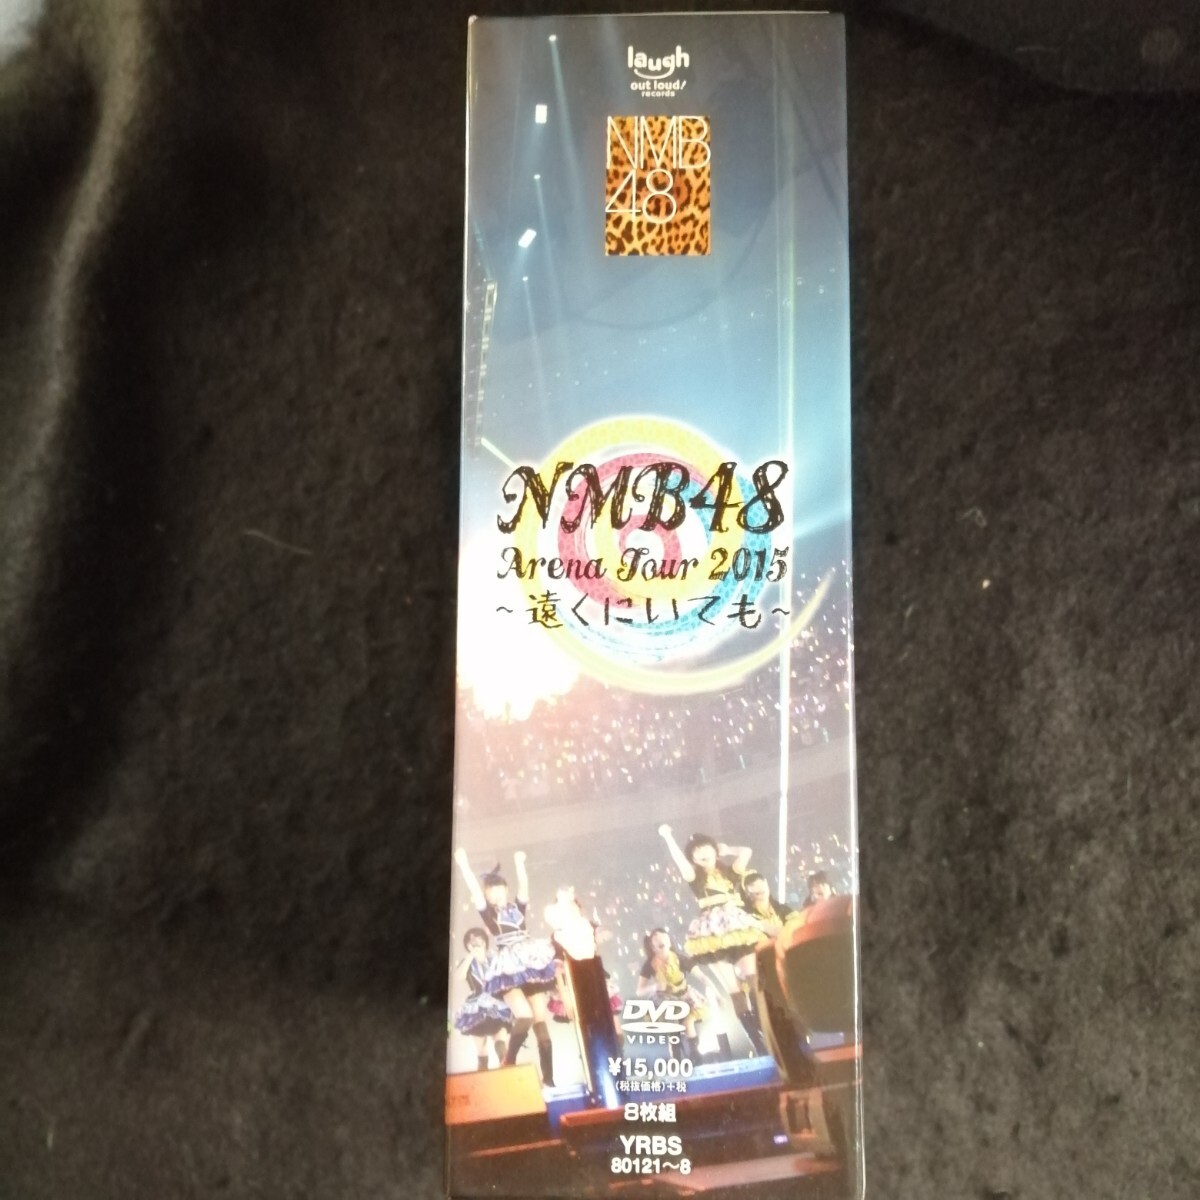 laugh
out loud!
records
NMB
48
NMB48
Arena Tour 2015
~遠くにいても~
DVD
VIDEO
¥15,000
(税抜価格)+税
8枚組
YRBS
80121~8